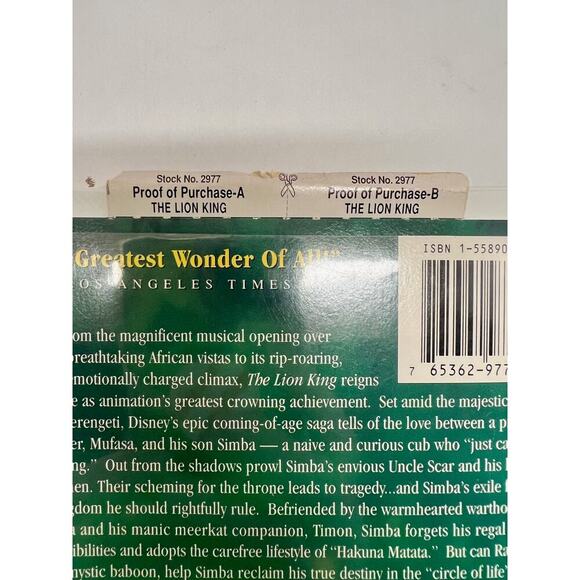 Stock No. 2977 Stock No. 2977
Proof of Purchase-A Proof of Purchase-B
THE LION KING THE LION KING
Greatest Wonder Of All!"
OS ANGELES TIMES
ISBN 1-55890
7 65362-977
om the magnificent musical opening over
reathtaking African vistas to its rip-roaring,
emotionally charged climax, The Lion King reigns
e as animation's greatest crowning achievement. Set amid the majestic
erengeti, Disney's epic coming-of-age saga tells of the love between a p
er, Mufasa, and his son Simba — a naive and curious cub who "just ca
ng." Out from the shadows prowl Simba's envious Uncle Scar and his
en. Their scheming for the throne leads to tragedy...and Simba's exile f
gdom he should rightfully rule. Befriended by the warmhearted wartho
a and his manic meerkat companion, Timon, Simba forgets his regal
ibilities and adopts the carefree lifestyle of "Hakuna Matata." But can Ra
mystic baboon, help Simba reclaim his true destiny in the "circle of life"